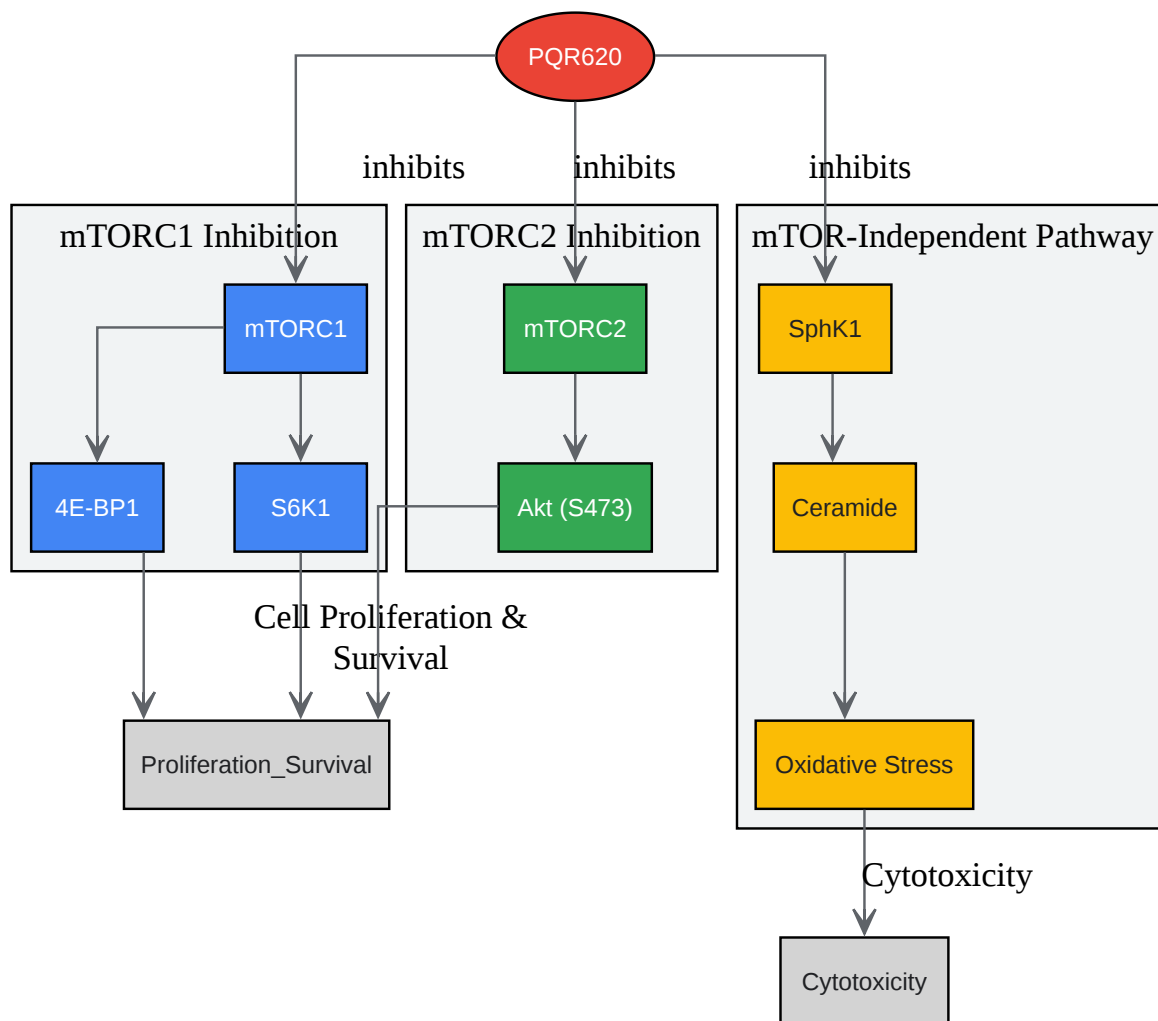 PQR620
inhibits
inhibits
inhibits
mTORC1 Inhibition
mTORC2 Inhibition
mTOR-Independent Pathway
mTORC1
mTORC2
SphK1
4E-BP1
S6K1
Akt (S473)
Ceramide
Cell Proliferation &
Survival
Proliferation_Survival
Oxidative Stress
Cytotoxicity
Cytotoxicity